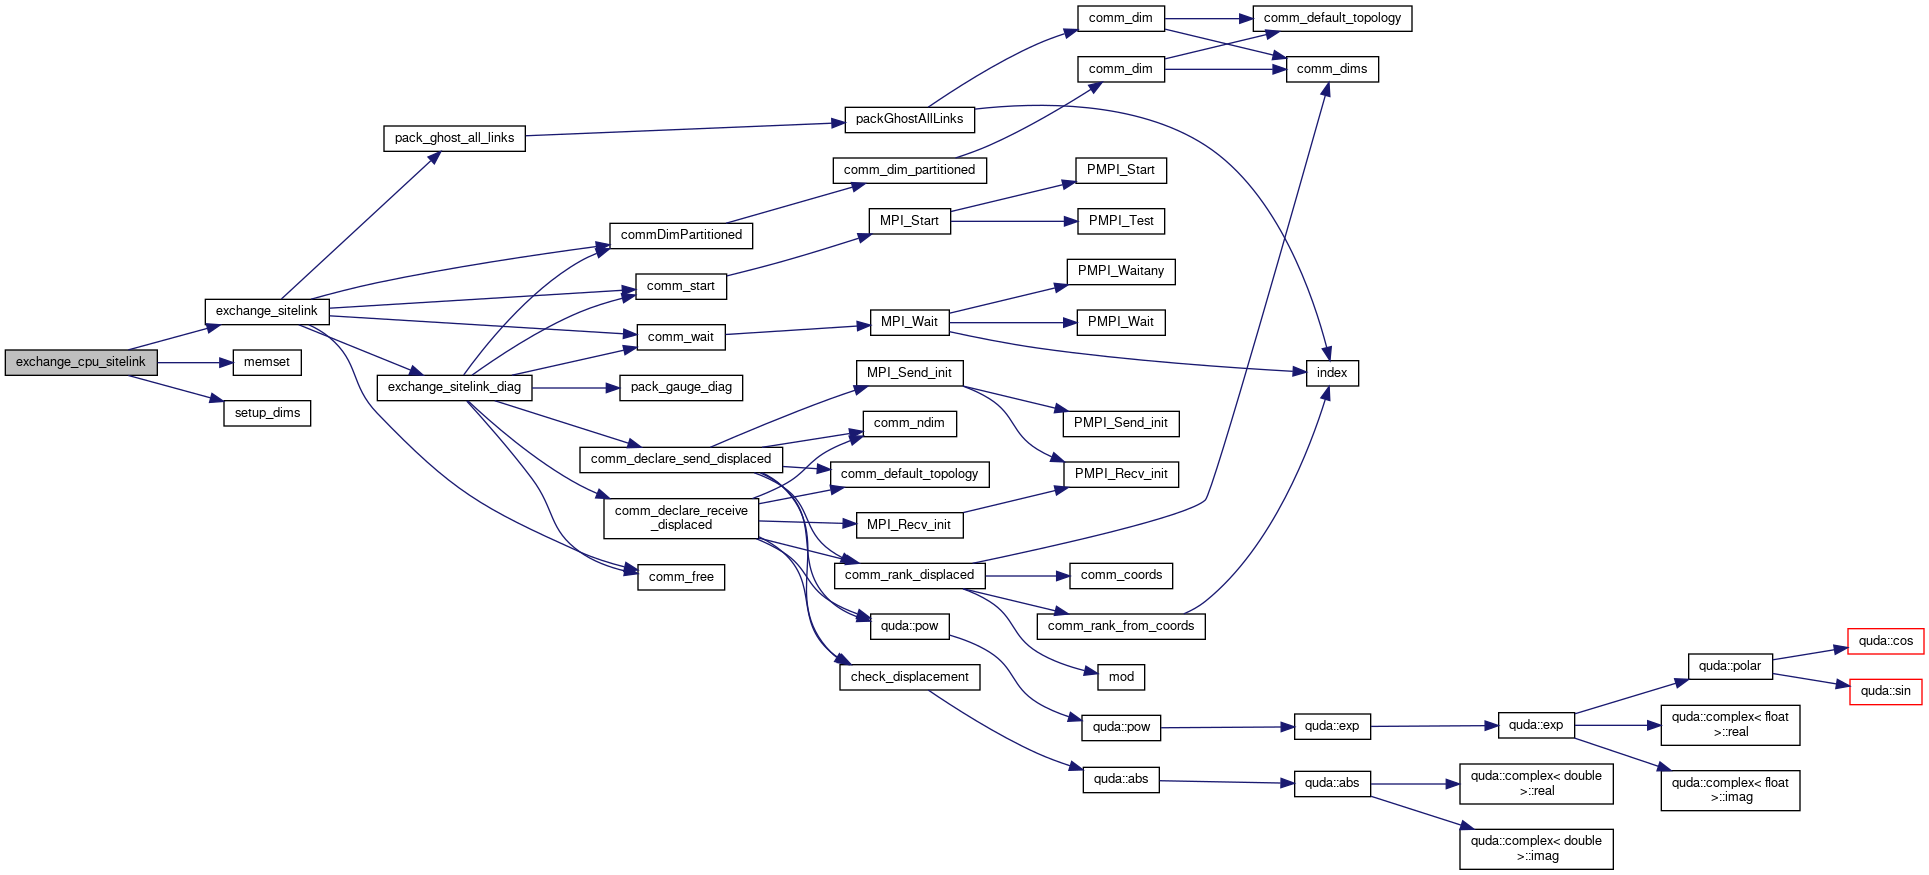 comm_dim
comm_default_topology
comm_dim
comm_dims
packGhostAllLinks
pack_ghost_all_links
comm_dim_partitioned
PMPI_Start
MPI_Start
PMPI_Test
commDimPartitioned
PMPI_Waitany
comm_start
exchange_sitelink
MPI_Wait
PMPI_Wait
comm_wait
exchange_cpu_sitelink
memset
MPI_Send_init
index
exchange_sitelink_diag
pack_gauge_diag
setup_dims
comm_ndim
PMPI_Send_init
comm_declare_send_displaced
comm_default_topology
PMPI_Recv_init
comm_declare_receive
_displaced
MPI_Recv_init
comm_free
comm_rank_displaced
comm_coords
quda::pow
comm_rank_from_coords
quda::cos
check_displacement
mod
quda::polar
quda::sin
quda::pow
quda::exp
quda::exp
quda::complex< float
>::real
quda::abs
quda::abs
quda::complex< double
>::real
quda::complex< float
>::imag
quda::complex< double
>::imag